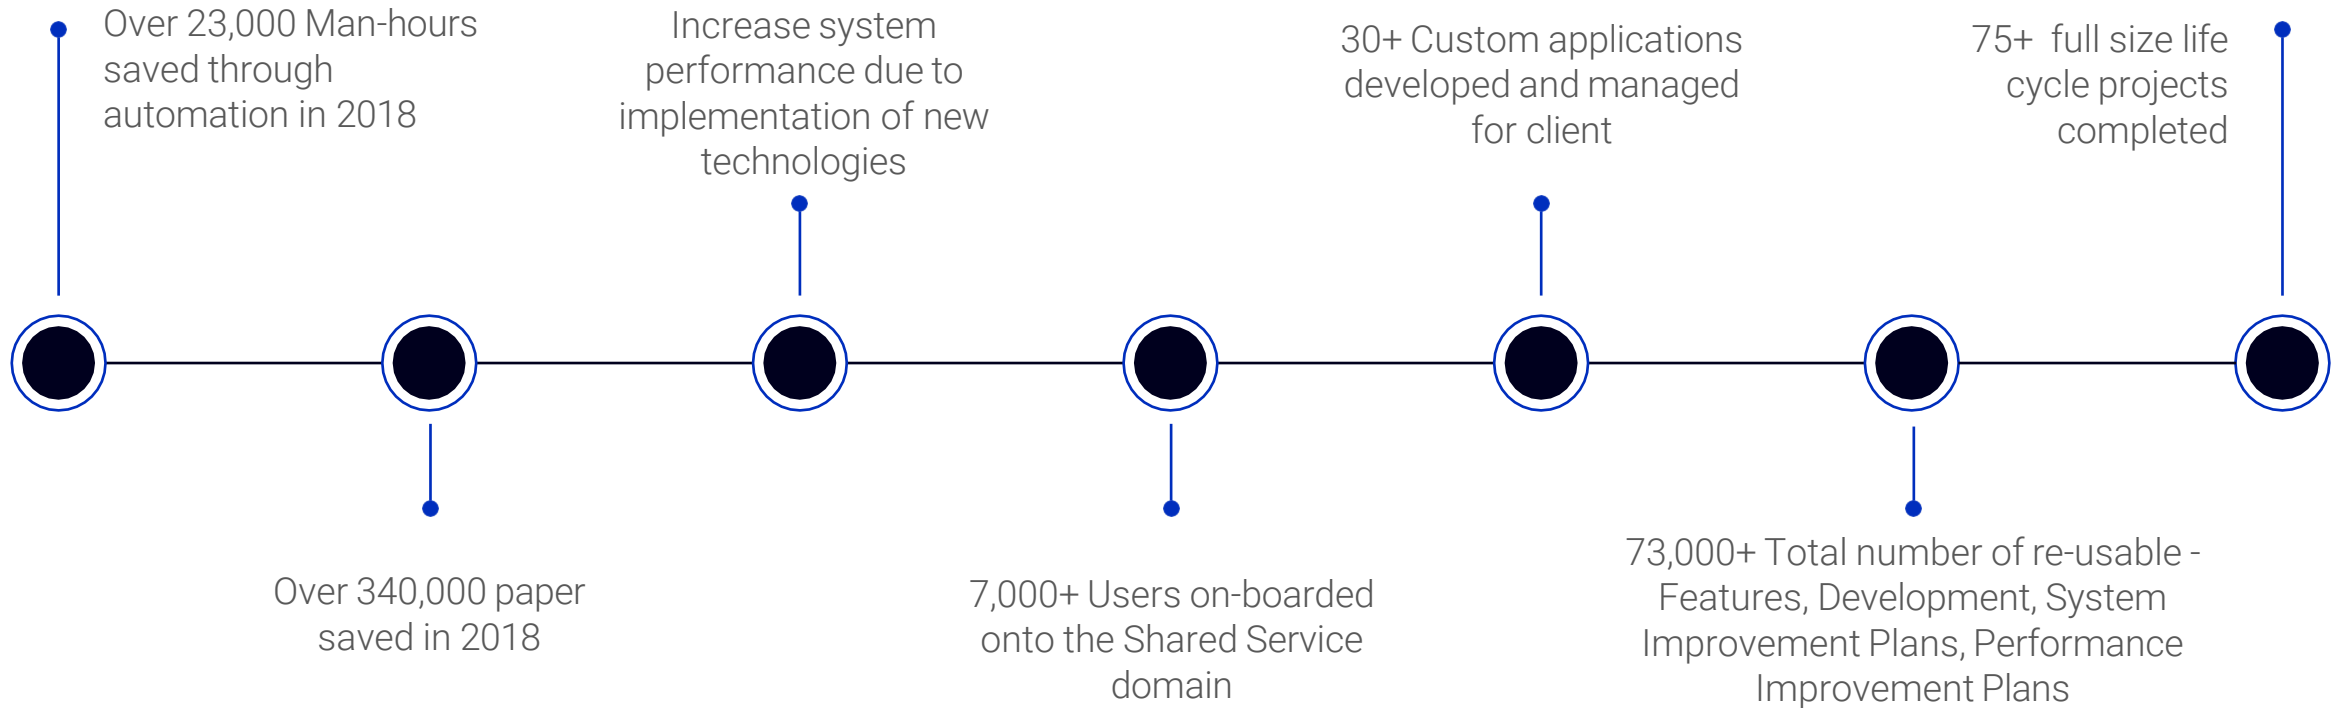 Over 23,000 Man-hours
saved through
automation in 2018
Increase system
performance due to
implementation of new
technologies
30+ Custom applications
developed and managed
for client
75+  full size life
cycle projects
completed
Over 340,000 paper
saved in 2018
7,000+ Users on-boarded
onto the Shared Service
domain
73,000+ Total number of re-usable -
Features, Development, System
Improvement Plans, Performance
Improvement Plans